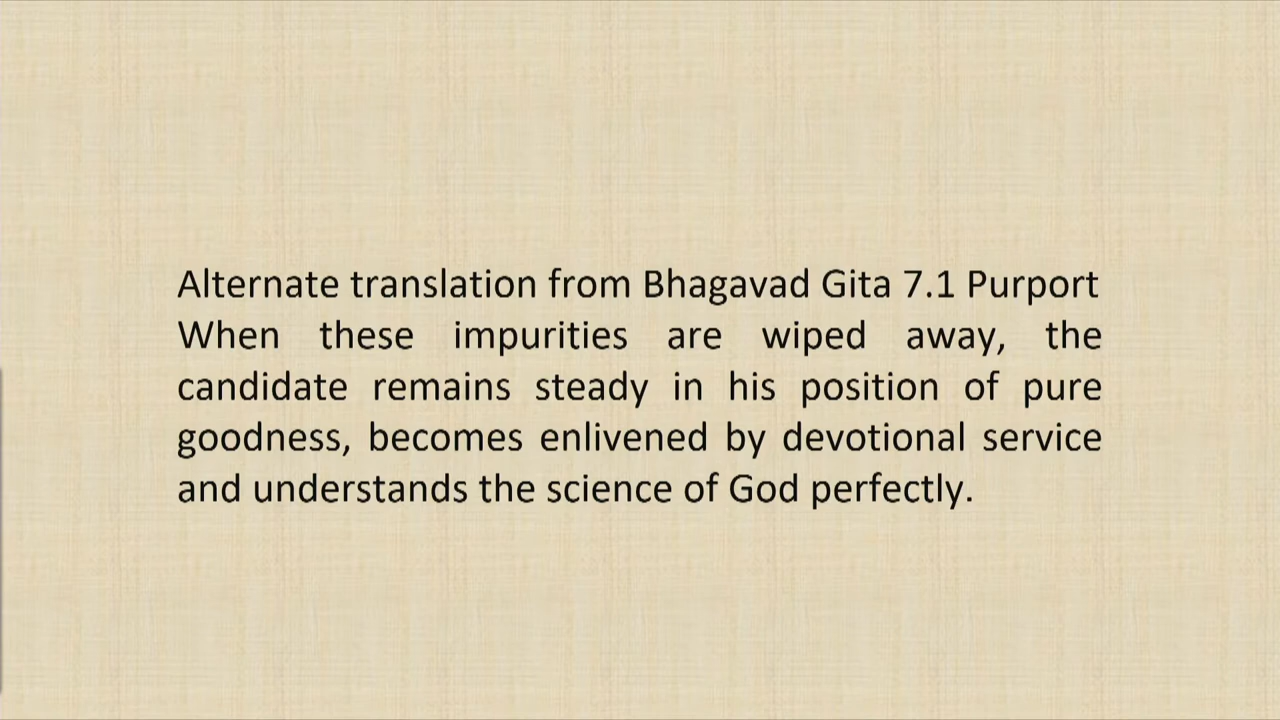 Alternate translation from Bhagavad Gita 7.1 Purport
When these impurities are wiped away, the
candidate remains steady in his position of pure
goodness, becomes enlivened by devotional service
and understands the science of God perfectly.